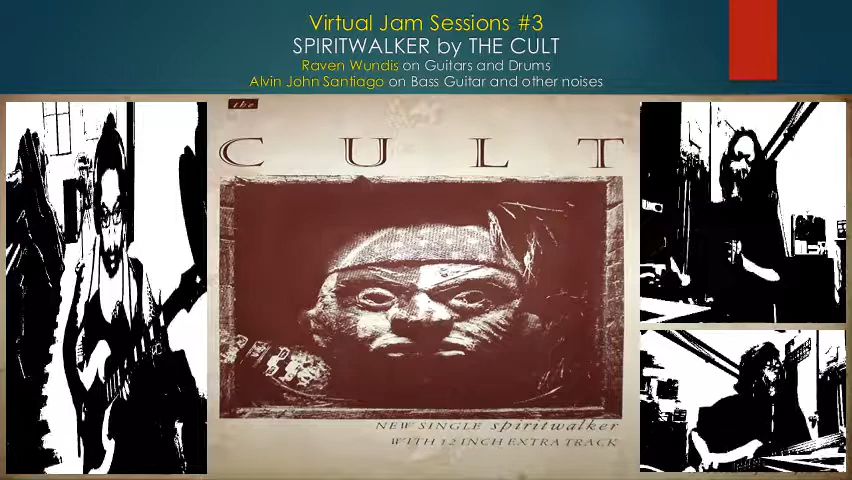 Virtual Jam Sessions #3
SPIRITWALKER by THE CULT
Raven Wundis on Guitars and Drums
Alvin John Santiago on Bass Guitar and other noises
the
CULT
NEW SINGLE spiritwalker
WITH 12 INCH EXTRA TRACK